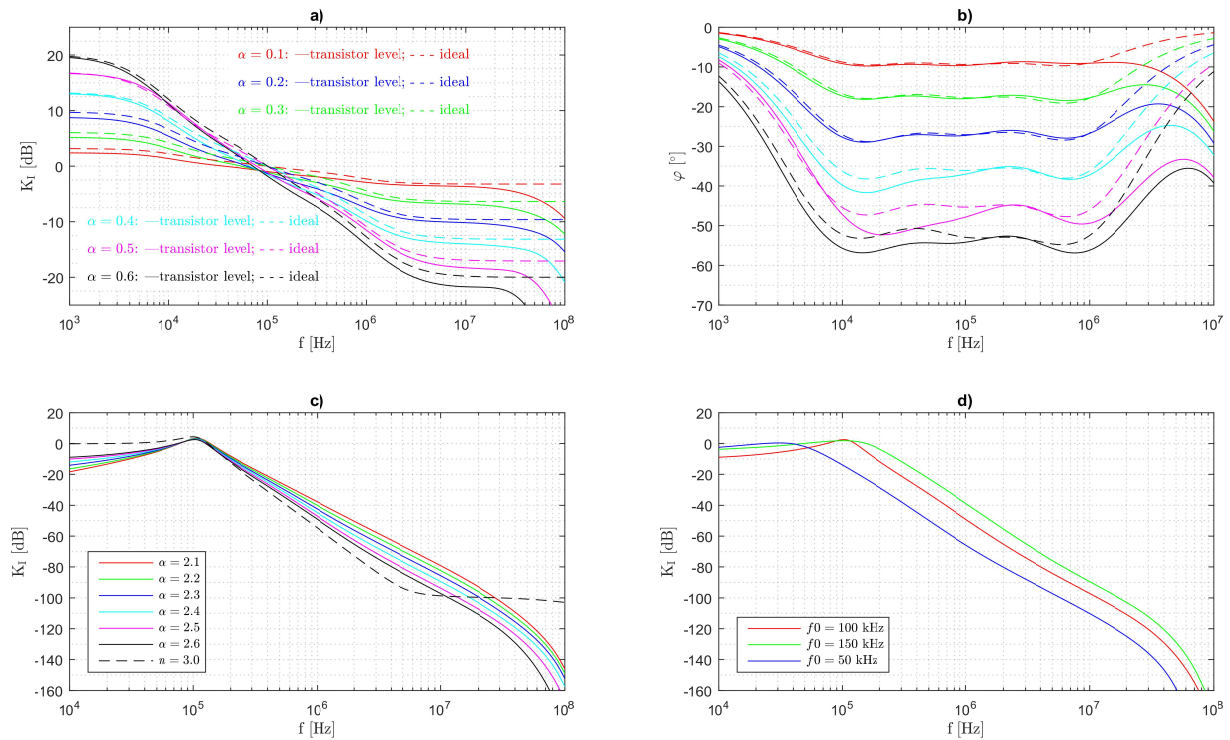 a)
20
10
0
-10
-20
K_I [dB]
α = 0.1: —transistor level; - - - ideal
α = 0.2: —transistor level; - - - ideal
α = 0.3: —transistor level; - - - ideal
α = 0.4: —transistor level; - - - ideal
α = 0.5: —transistor level; - - - ideal
α = 0.6: —transistor level; - - - ideal
10^3 10^4 10^5 10^6 10^7 10^8
f [Hz]
b)
0
-10
-20
-30
-40
-50
-60
-70
φ [°]
10^3 10^4 10^5 10^6 10^7
f [Hz]
c)
20
0
-20
-40
-60
-80
-100
-120
-140
-160
K_I [dB]
α = 2.1
α = 2.2
α = 2.3
α = 2.4
α = 2.5
α = 2.6
n = 3.0
10^4 10^5 10^6 10^7 10^8
f [Hz]
d)
20
0
-20
-40
-60
-80
-100
-120
-140
-160
K_I [dB]
f0 = 100 kHz
f0 = 150 kHz
f0 = 50 kHz
10^4 10^5 10^6 10^7 10^8
f [Hz]